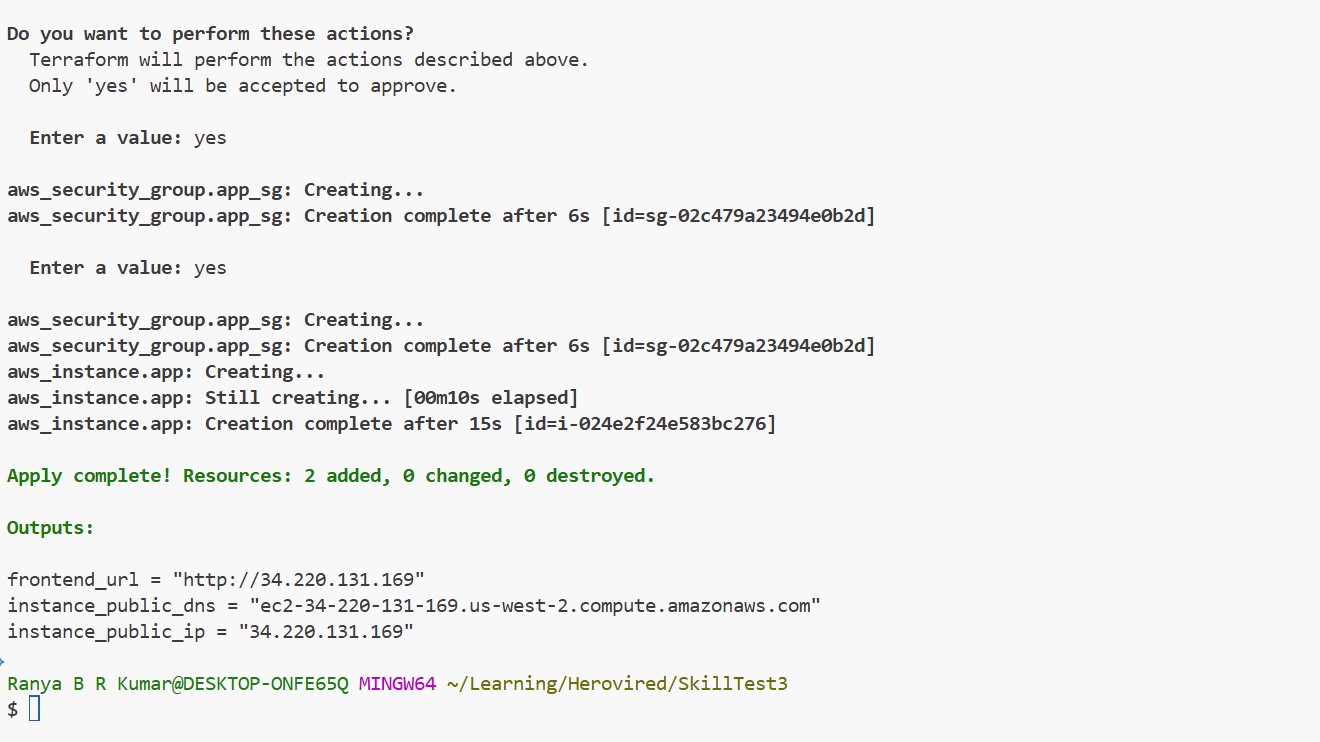 Do you want to perform these actions?
Terraform will perform the actions described above.
Only 'yes' will be accepted to approve.
Enter a value: yes
aws_security_group.app_sg: Creating...
aws_security_group.app_sg: Creation complete after 6s [id=sg-02c479a23494e0b2d]
Enter a value: yes
aws_security_group.app_sg: Creating...
aws_security_group.app_sg: Creation complete after 6s [id=sg-02c479a23494e0b2d]
aws_instance.app: Creating...
aws_instance.app: Still creating... [00m10s elapsed]
aws_instance.app: Creation complete after 15s [id=i-024e2f24e583bc276]
Apply complete! Resources: 2 added, 0 changed, 0 destroyed.
Outputs:
frontend_url = "http://34.220.131.169"
instance_public_dns = "ec2-34-220-131-169.us-west-2.compute.amazonaws.com"
instance_public_ip = "34.220.131.169"
Ranya B R Kumar@DESKTOP-ONFE65Q MINGW64 ~/Learning/Herovired/SkillTest3
$